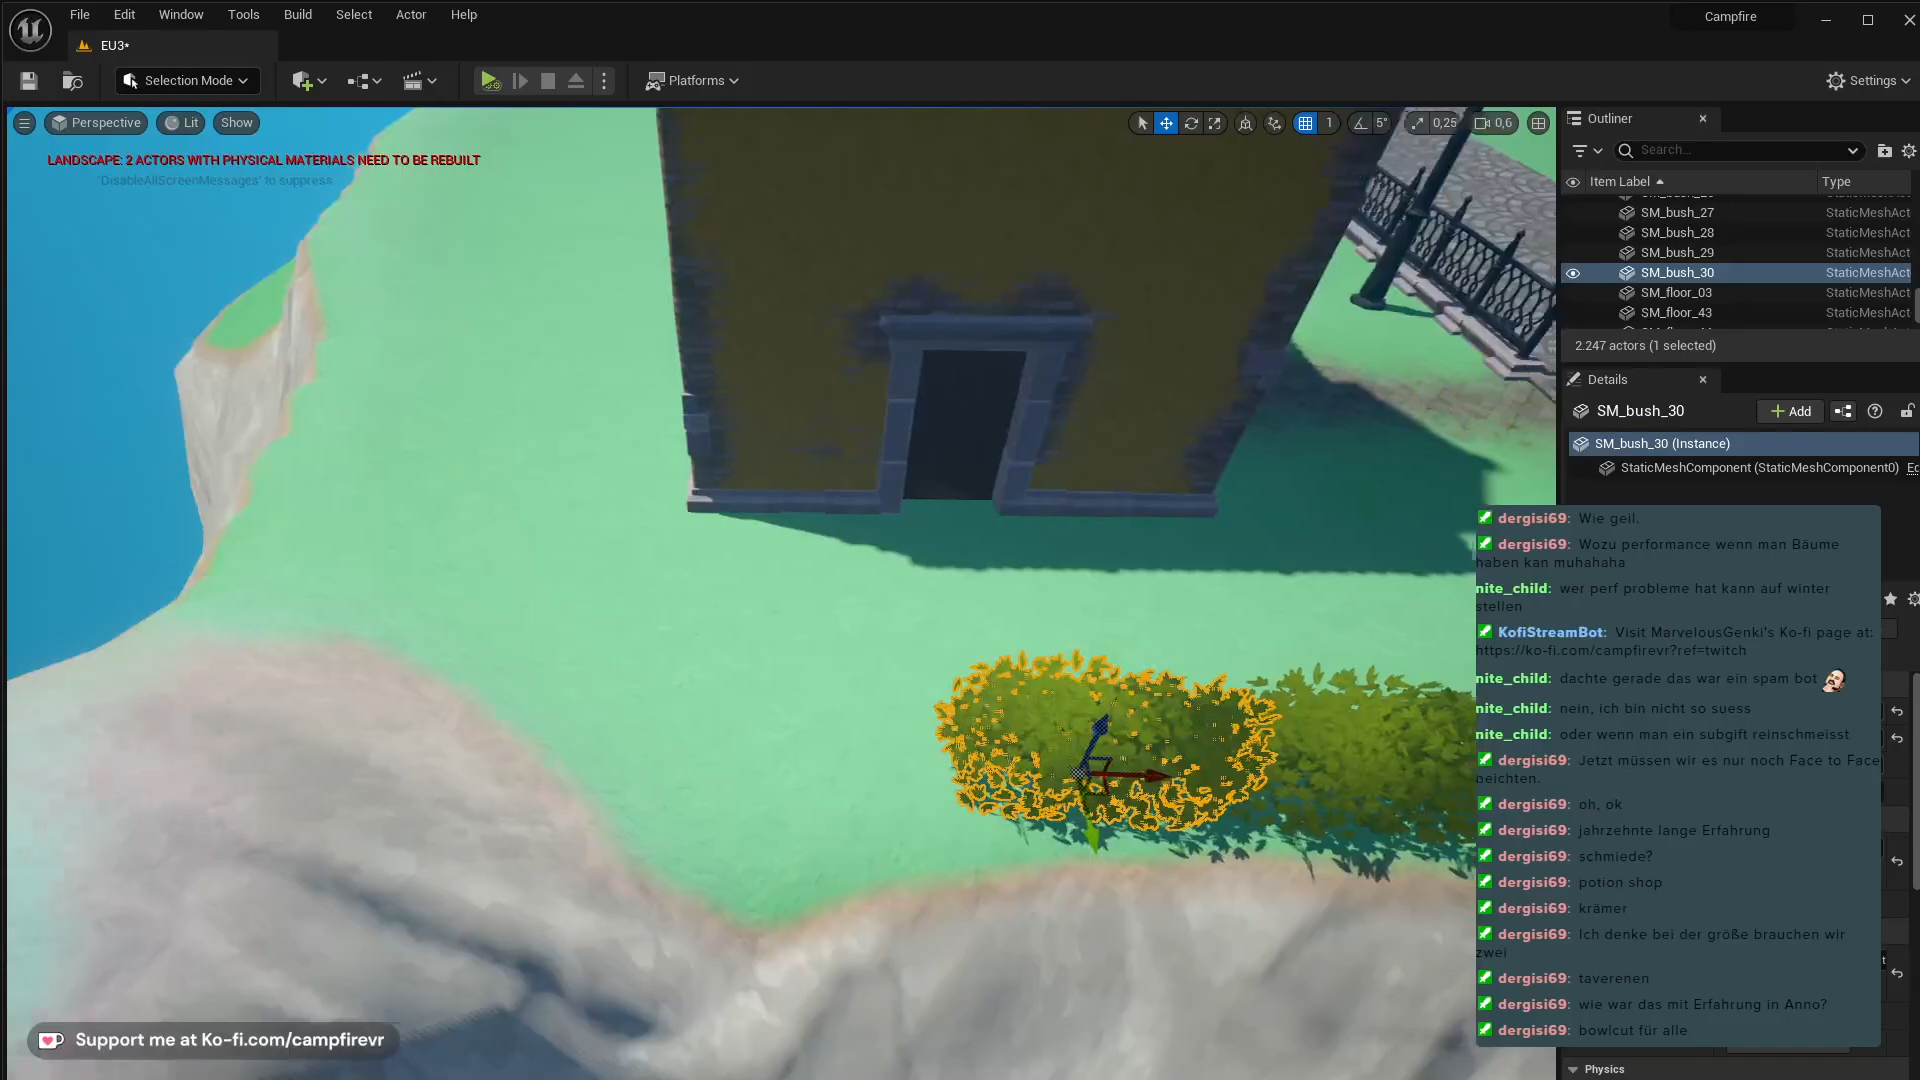 File Edit Window Tools Build Select Actor Help
Campfire
EU3*
Selection Mode
Platforms
Settings
Perspective Lit Show
1 5° 0,25 0,6
LANDSCAPE: 2 ACTORS WITH PHYSICAL MATERIALS NEED TO BE REBUILT
'DisableAllScreenMessages' to suppress
Outliner
Search...
Item Label Type
SM_bush_27 StaticMeshAct
SM_bush_28 StaticMeshAct
SM_bush_29 StaticMeshAct
SM_bush_30 StaticMeshAct
SM_floor_03 StaticMeshAct
SM_floor_43 StaticMeshAct
2.247 actors (1 selected)
Details
SM_bush_30
Add
SM_bush_30 (Instance)
StaticMeshComponent (StaticMeshComponent0)
dergisi69: Wie geil.
dergisi69: Wozu performance wenn man Bäume
haben kan muhahaha
nite_child: wer perf probleme hat kann auf winter
stellen
KofiStreamBot: Visit MarvelousGenki's Ko-fi page at:
https://ko-fi.com/campfirevr?ref=twitch
nite_child: dachte gerade das war ein spam bot
nite_child: nein, ich bin nicht so suess
nite_child: oder wenn man ein subgift reinschmeisst
dergisi69: Jetzt müssen wir es nur noch Face to Face
beichten.
dergisi69: oh, ok
dergisi69: jahrzehnte lange Erfahrung
dergisi69: schmiede?
dergisi69: potion shop
dergisi69: krämer
dergisi69: Ich denke bei der größe brauchen wir
zwei
dergisi69: taverenen
dergisi69: wie war das mit Erfahrung in Anno?
dergisi69: bowlcut für alle
Support me at Ko-fi.com/campfirevr
Physics